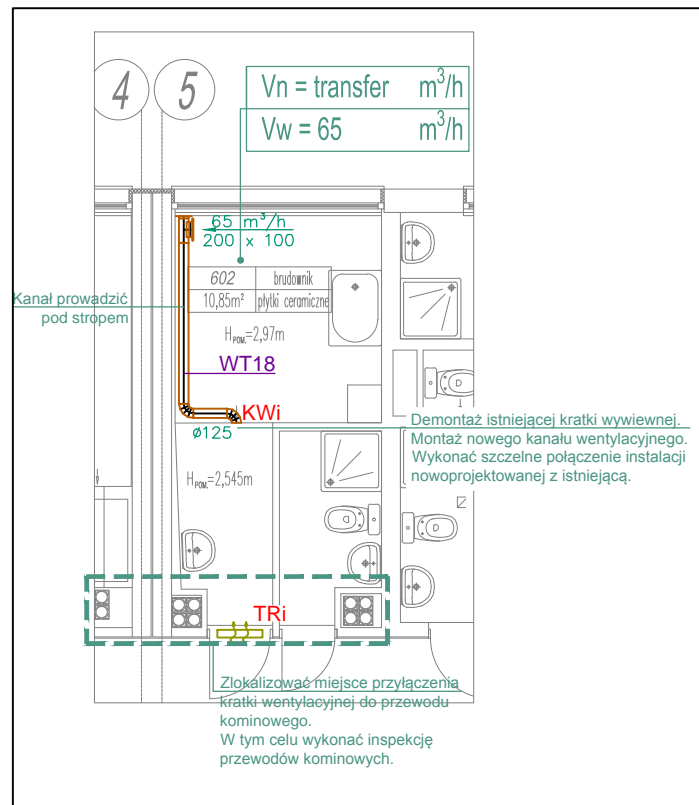 4 5
Vn = transfer m³/h
Vw = 65 m³/h
65 m³/h
200 x 100
602 brudownik
10,85m² płytki ceramiczne
Kanał prowadzić
pod stropem
H POM.=2,97m
WT18
KWi
ø125
Demontaż istniejącej kratki wywiewnej.
Montaż nowego kanału wentylacyjnego.
Wykonać szczelne połączenie instalacji
nowoprojektowanej z istniejącą.
H POM.=2,545m
TRi
Zlokalizować miejsce przyłączenia
kratki wentylacyjnej do przewodu
kominowego.
W tym celu wykonać inspekcję
przewodów kominowych.